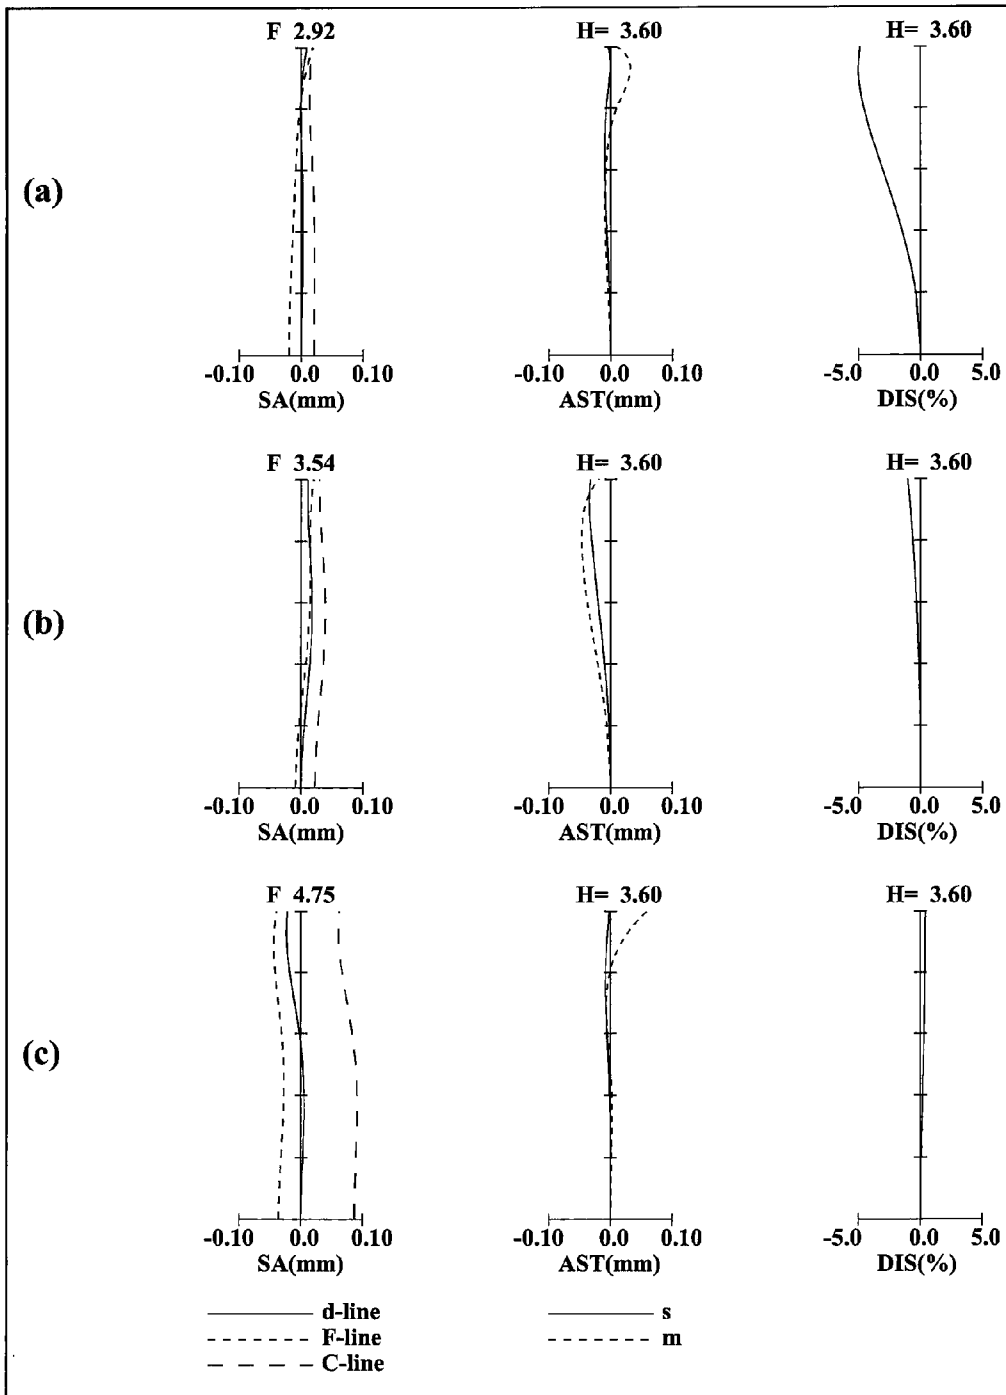 F 2.92 H= 3.60 H= 3.60
(a)
-0.10 0.0 0.10 -0.10 0.0 0.10 -5.0 0.0 5.0
SA(mm) AST(mm) DIS(%)
F 3.54 H= 3.60 H= 3.60
(b)
-0.10 0.0 0.10 -0.10 0.0 0.10 -5.0 0.0 5.0
SA(mm) AST(mm) DIS(%)
F 4.75 H= 3.60 H= 3.60
(c)
-0.10 0.0 0.10 -0.10 0.0 0.10 -5.0 0.0 5.0
SA(mm) AST(mm) DIS(%)
d-line s
F-line m
C-line